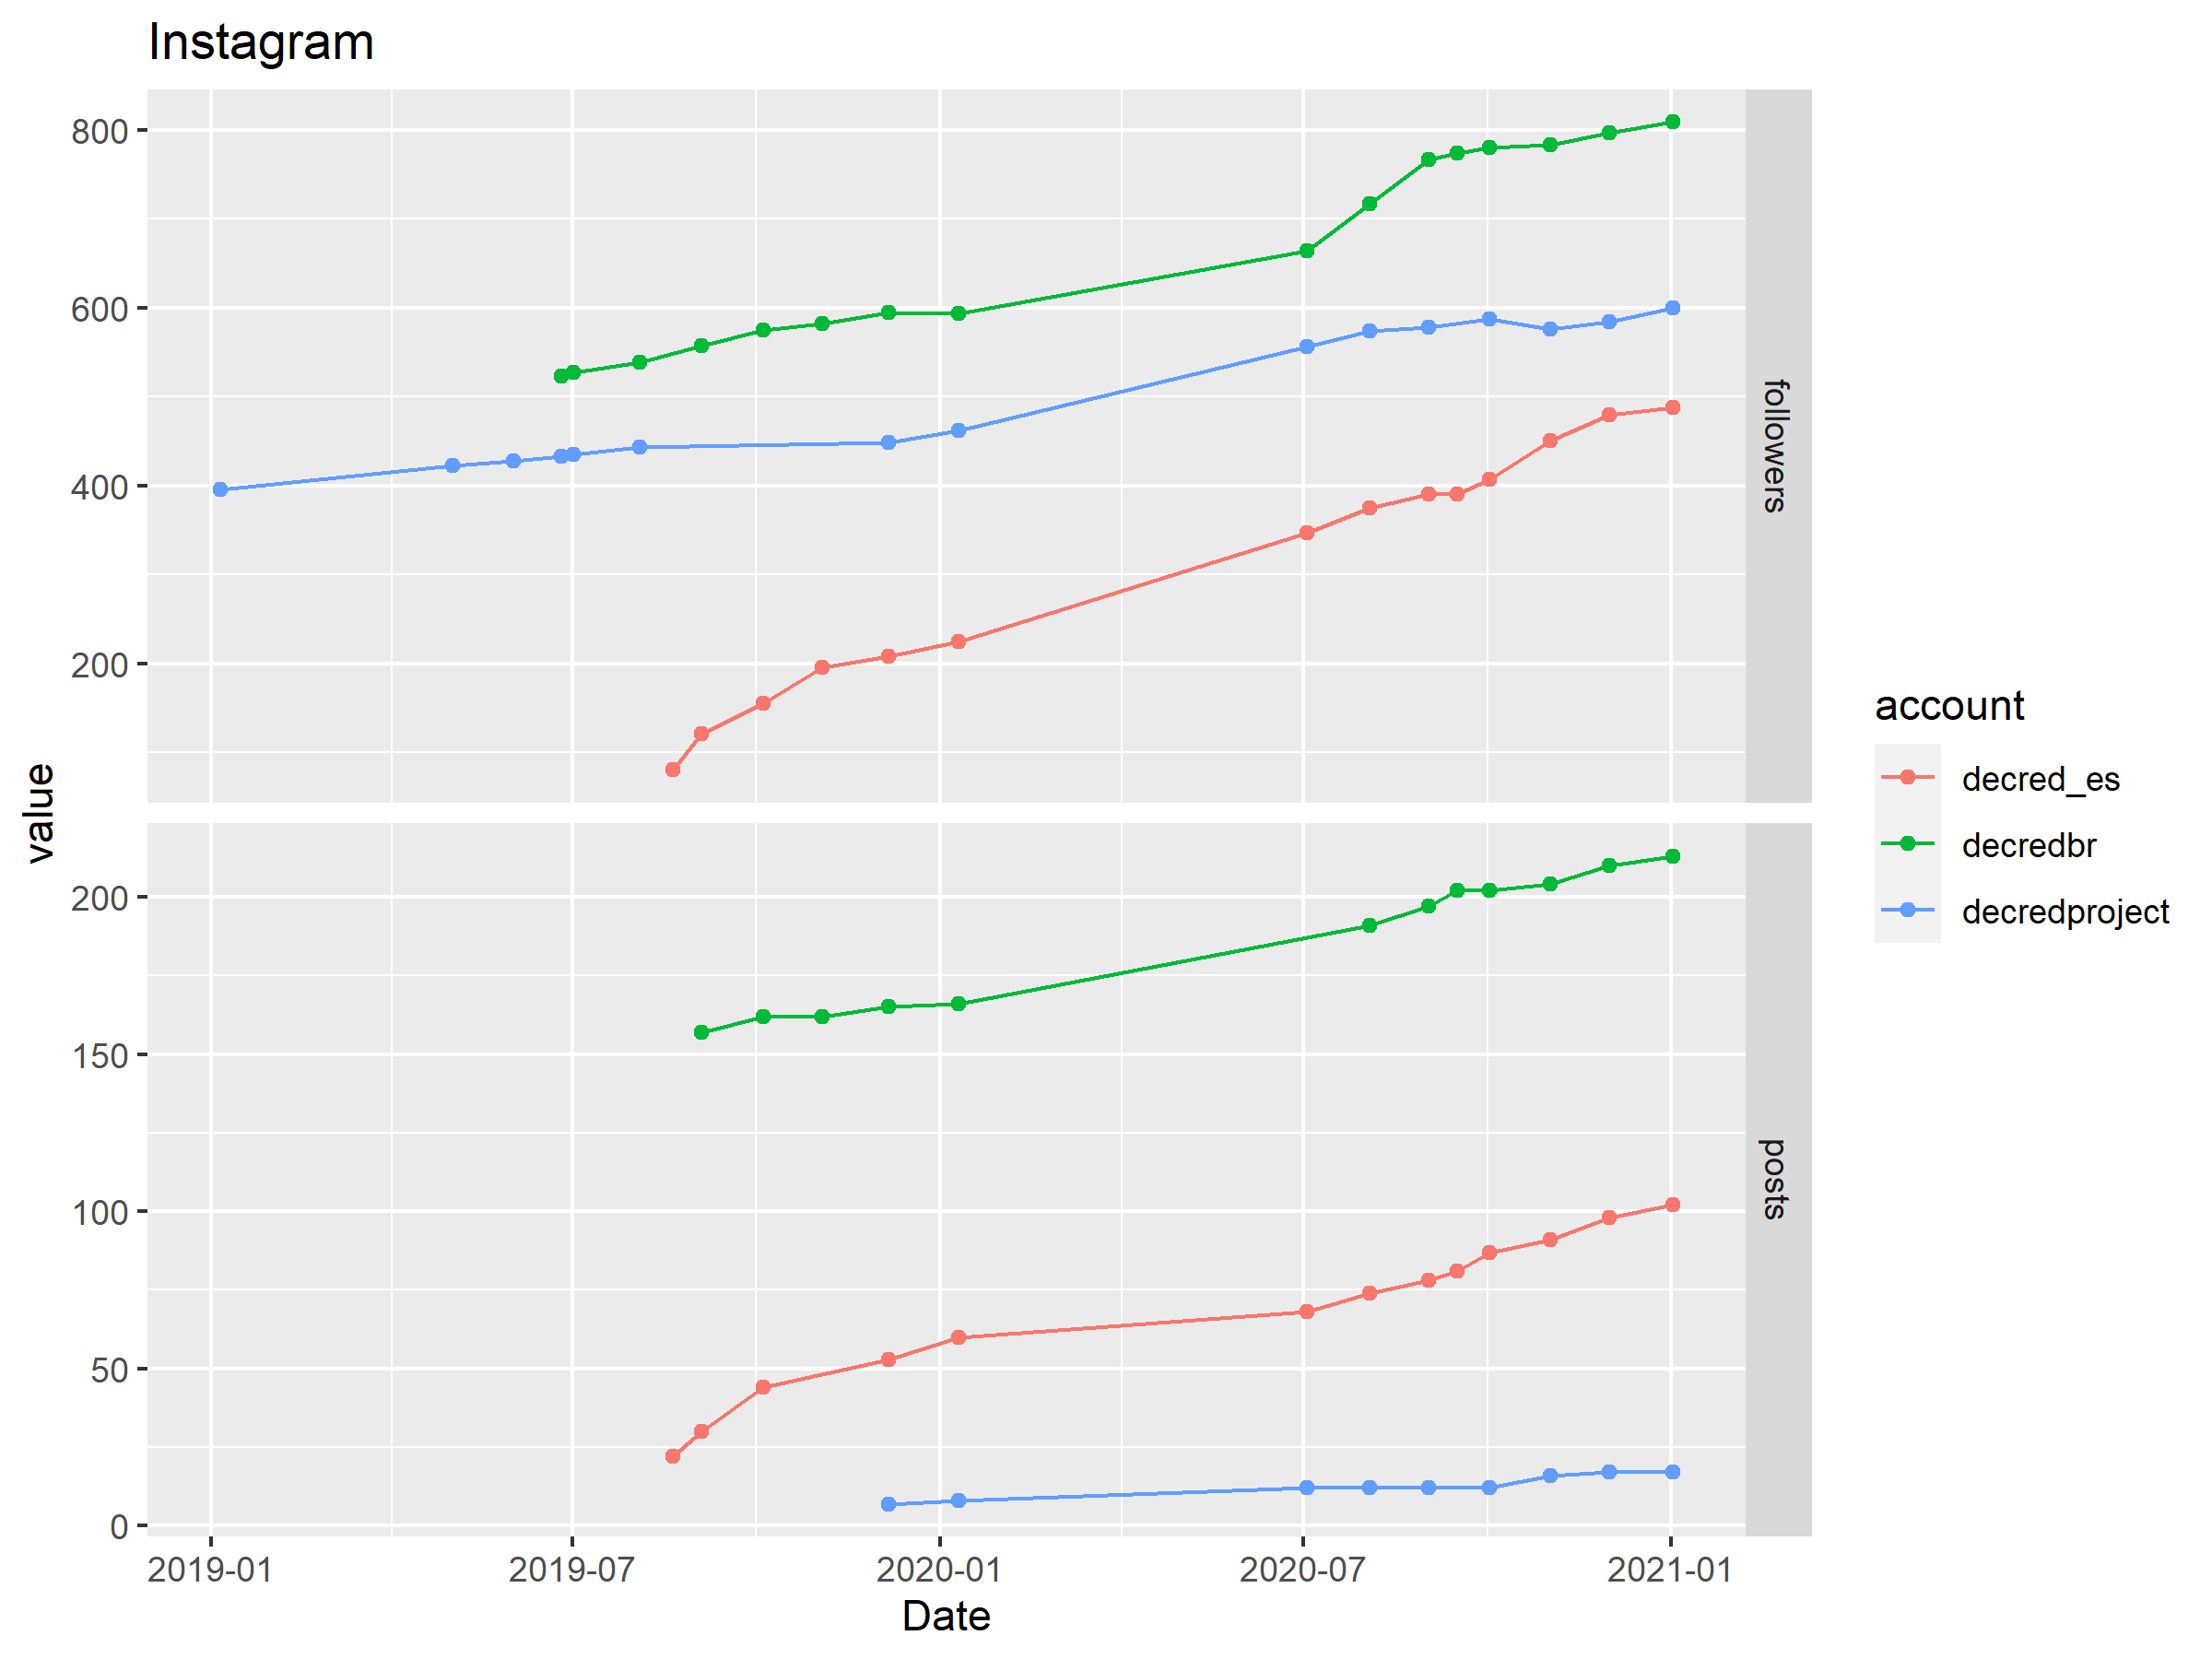 Instagram
800
600
400
200
followers
value
200
150
100
50
0
posts
2019-01 2019-07 2020-01 2020-07 2021-01
Date
account
decred_es
decredbr
decredproject